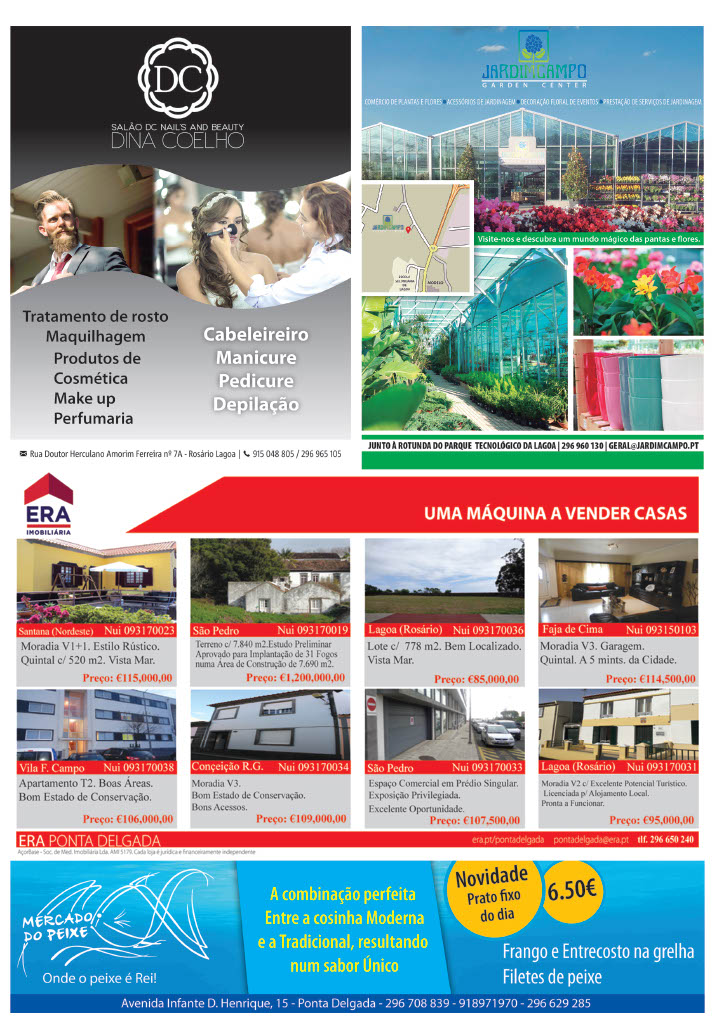 DC
SALÃO DC NAIL'S AND BEAUTY
DINA COELHO
Tratamento de rosto
Maquilhagem
Produtos de
Cosmética
Make up
Perfumaria
Cabeleireiro
Manicure
Pedicure
Depilação
Rua Doutor Herculano Amorim Ferreira nº 7A - Rosário Lagoa | 915 048 805 / 296 965 105
JARDIMCAMPO
GARDEN CENTER
COMÉRCIO DE PLANTAS E FLORES ACESSÓRIOS DE JARDINAGEM DECORAÇÃO FLORAL DE EVENTOS PRESTAÇÃO DE SERVIÇOS DE JARDINAGEM
Visite-nos e descubra um mundo mágico das pantas e flores.
JARDIMCAMPO
ESCOLA
SECUNDÁRIA
DE
LAGOA
MODELO
JUNTO À ROTUNDA DO PARQUE TECNOLÓGICO DA LAGOA | 296 960 130 | GERAL@JARDIMCAMPO.PT
ERA
IMOBILIÁRIA
UMA MÁQUINA A VENDER CASAS
Santana (Nordeste) Nui 093170023
Moradia V1+1. Estilo Rústico.
Quintal c/ 520 m2. Vista Mar.
Preço: €115,000,00
São Pedro Nui 093170019
Terreno c/ 7.840 m2.Estudo Preliminar
Aprovado para Implantação de 31 Fogos
numa Área de Construção de 7.690 m2.
Preço: €1,200,000,00
Lagoa (Rosário) Nui 093170036
Lote c/ 778 m2. Bem Localizado.
Vista Mar.
Preço: €85,000,00
Faja de Cima Nui 093150103
Moradia V3. Garagem.
Quintal. A 5 mints. da Cidade.
Preço: €114,500,00
Vila F. Campo Nui 093170038
Apartamento T2. Boas Áreas.
Bom Estado de Conservação.
Preço: €106,000,00
Conçeição R.G. Nui 093170034
Moradia V3.
Bom Estado de Conservação.
Bons Acessos.
Preço: €109,000,00
São Pedro Nui 093170033
Espaço Comercial em Prédio Singular.
Exposição Privilegiada.
Excelente Oportunidade.
Preço: €107,500,00
Lagoa (Rosário) Nui 093170031
Moradia V2 c/ Excelente Potencial Turístico.
Licenciada p/ Alojamento Local.
Pronta a Funcionar.
Preço: €95,000,00
ERA PONTA DELGADA
era.pt/pontadelgada pontadelgada@era.pt tlf. 296 650 240
AçorBase - Soc. de Med. Imobiliária Lda. AMI 5179. Cada loja é jurídica e financeiramente independente
MERCADO
DO PEIXE
Onde o peixe é Rei!
A combinação perfeita
Entre a cosinha Moderna
e a Tradicional, resultando
num sabor Único
Novidade
Prato fixo
do dia
6.50€
Frango e Entrecosto na grelha
Filetes de peixe
Avenida Infante D. Henrique, 15 - Ponta Delgada - 296 708 839 - 918971970 - 296 629 285